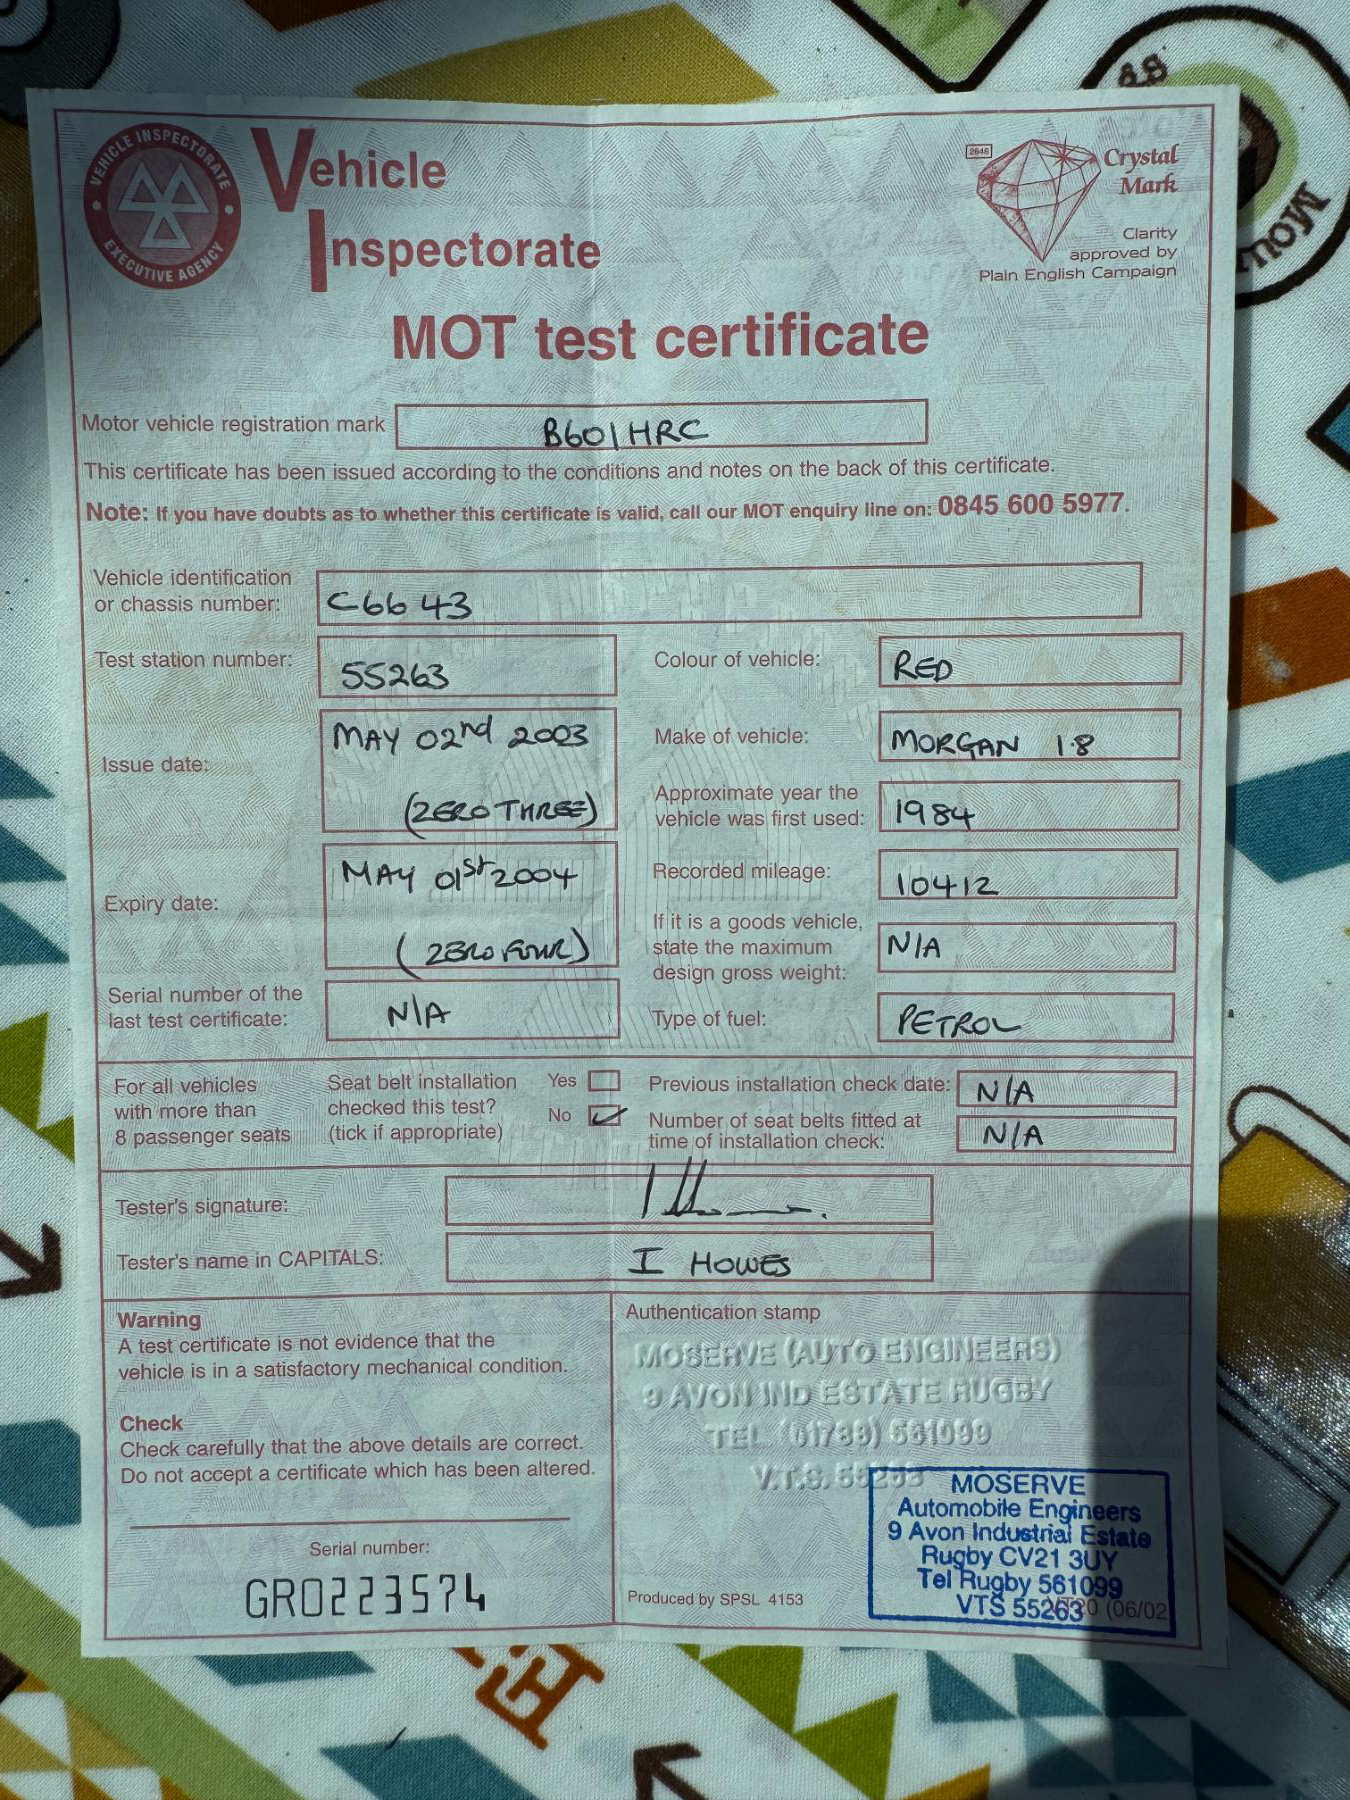 VEHICLE INSPECTORATE
EXECUTIVE AGENCY
Vehicle
Inspectorate
2646
Crystal
Mark
Clarity
approved by
Plain English Campaign
MOT test certificate
Motor vehicle registration mark B601HRC
This certificate has been issued according to the conditions and notes on the back of this certificate.
Note: If you have doubts as to whether this certificate is valid, call our MOT enquiry line on: 0845 600 5977.
Vehicle identification
or chassis number: C6643
Test station number: 55263
Colour of vehicle: RED
Issue date: MAY 02nd 2003
(ZERO THREE)
Make of vehicle: MORGAN 1.8
Approximate year the
vehicle was first used: 1984
Expiry date: MAY 01st 2004
(ZERO FOUR)
Recorded mileage: 10412
If it is a goods vehicle,
state the maximum
design gross weight: N/A
Serial number of the
last test certificate: N/A
Type of fuel: PETROL
For all vehicles
with more than
8 passenger seats
Seat belt installation
checked this test?
(tick if appropriate)
Yes
No ✓
Previous installation check date: N/A
Number of seat belts fitted at
time of installation check: N/A
Tester's signature:
Tester's name in CAPITALS: I HOWES
Warning
A test certificate is not evidence that the
vehicle is in a satisfactory mechanical condition.
Check
Check carefully that the above details are correct.
Do not accept a certificate which has been altered.
Serial number:
GR0223574
Authentication stamp
MOSERVE (AUTO ENGINEERS)
9 AVON IND ESTATE RUGBY
TEL (01788) 561099
V.T.S. 55263
MOSERVE
Automobile Engineers
9 Avon Industrial Estate
Rugby CV21 3UY
Tel Rugby 561099
VTS 55263
Produced by SPSL 4153
VT20 (06/02